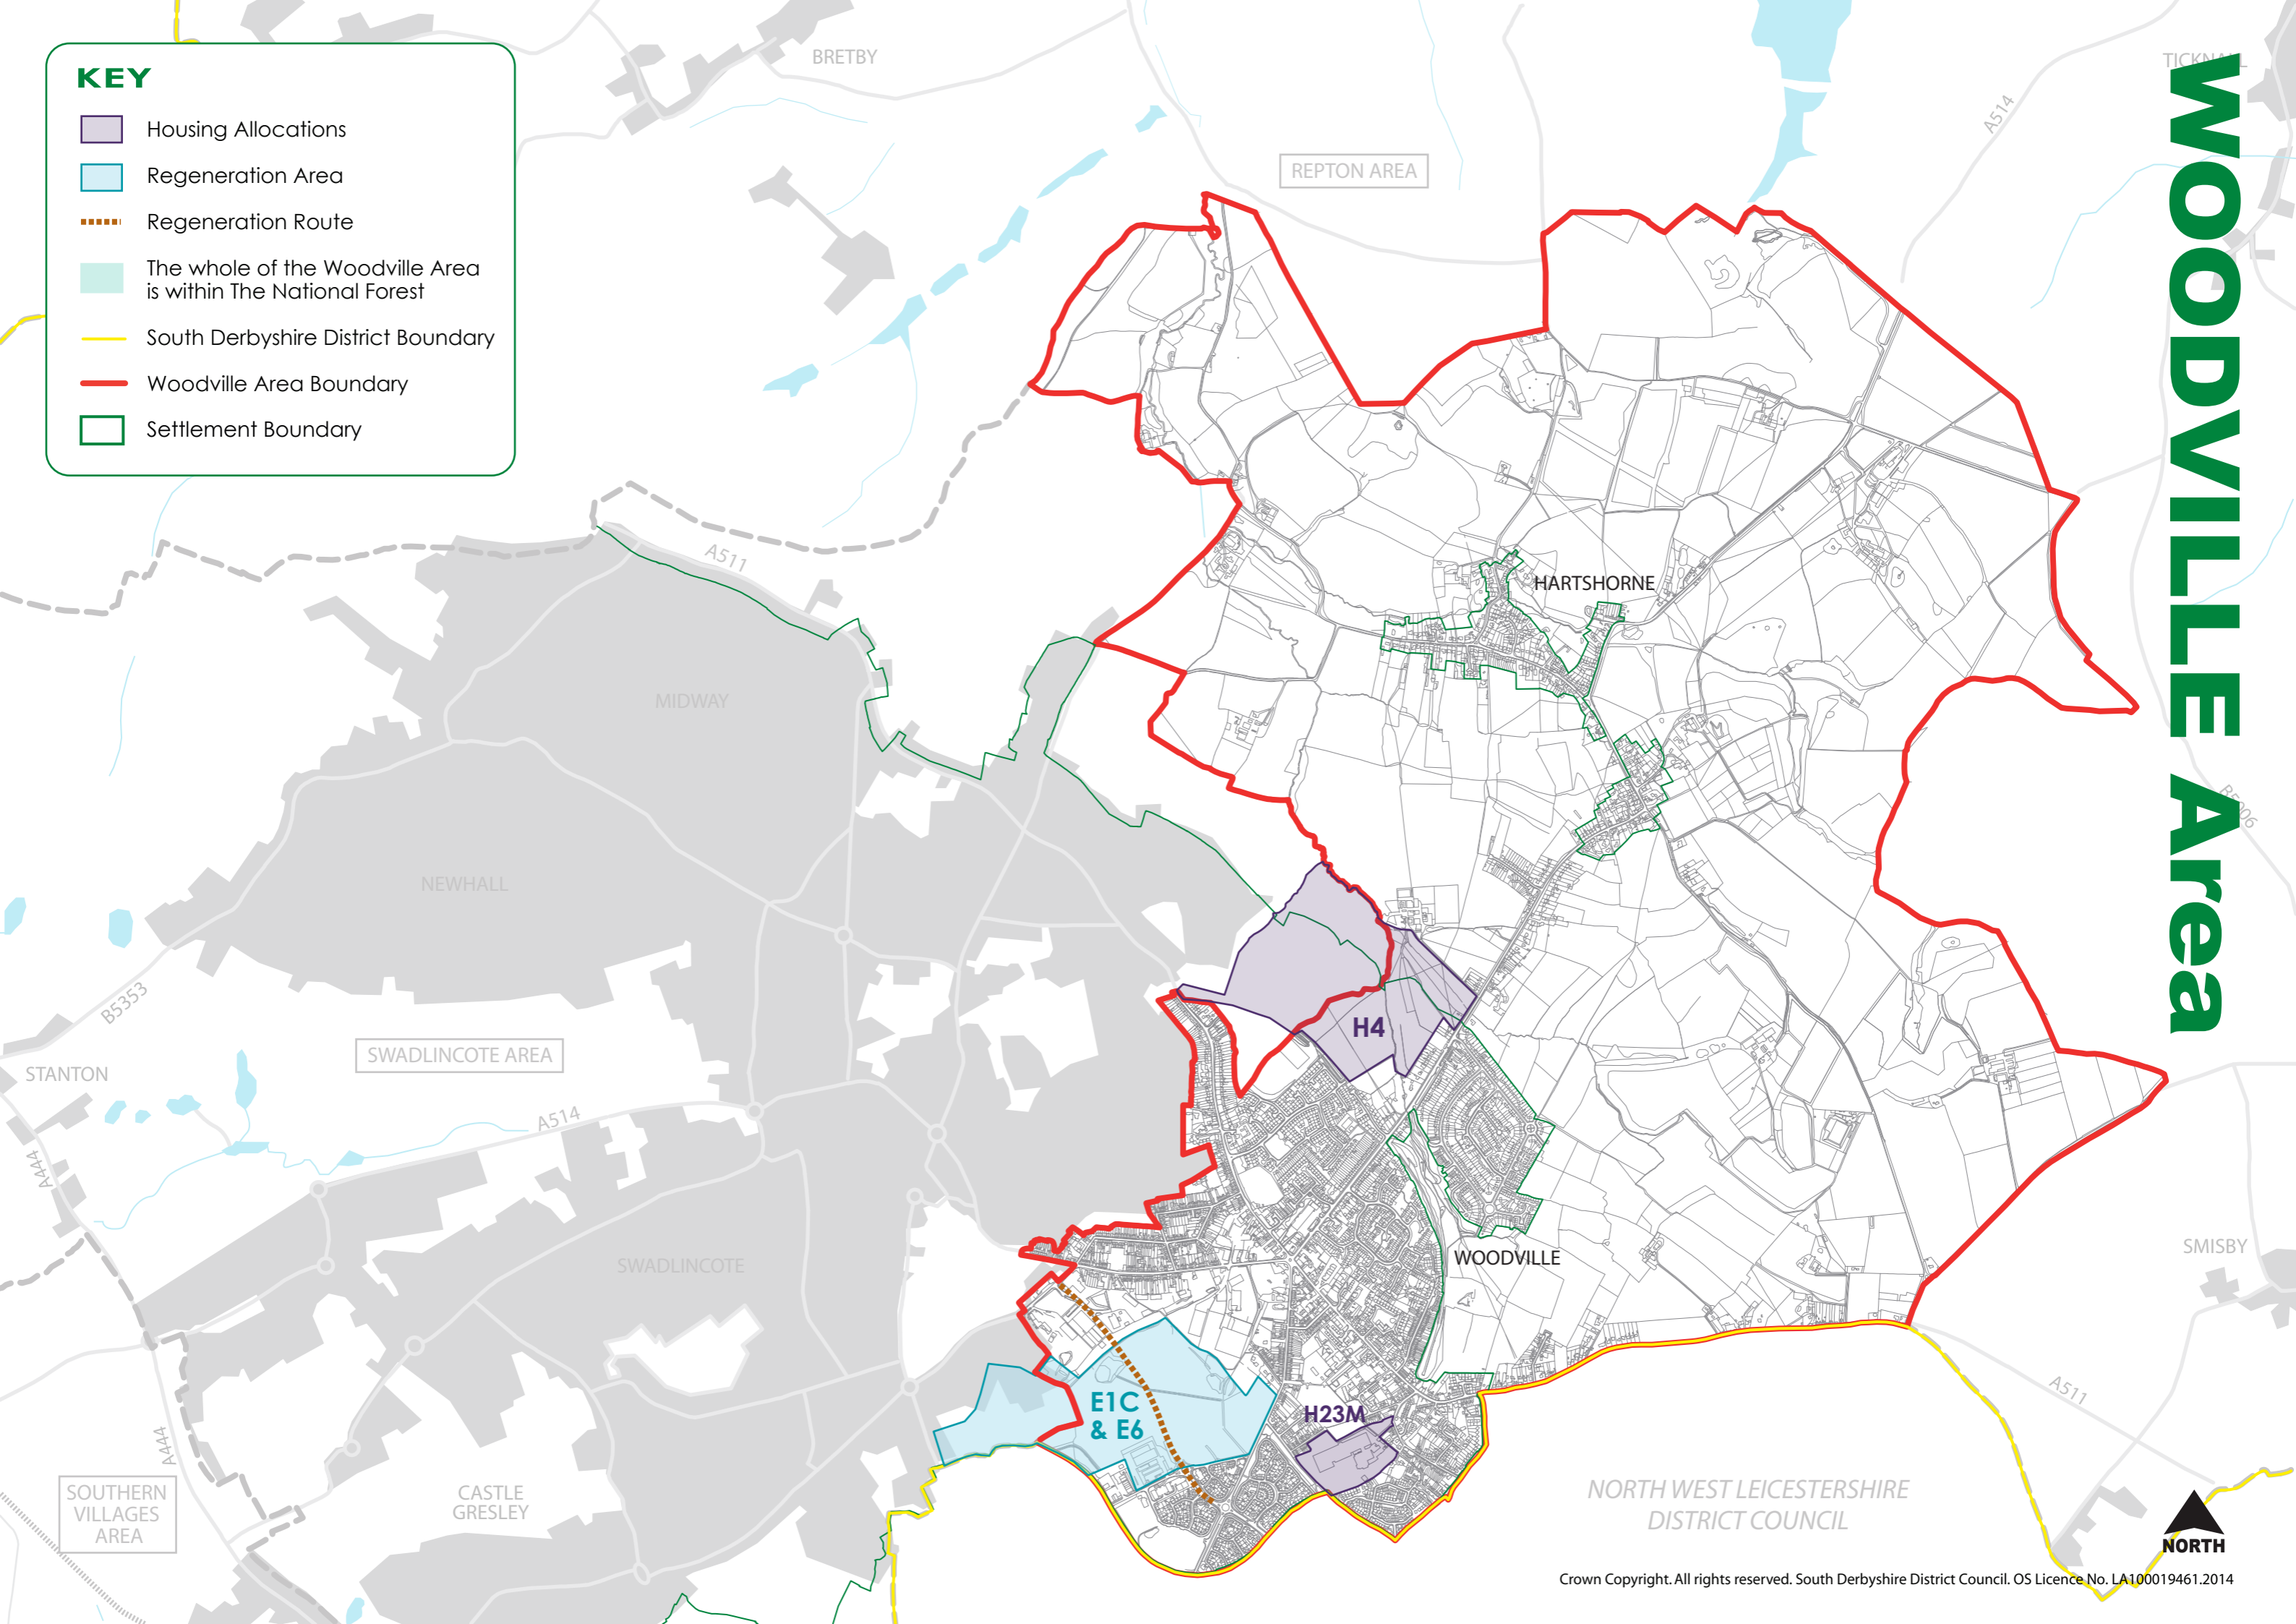 KEY
Housing Allocations
Regeneration Area
Regeneration Route
The whole of the Woodville Area
is within The National Forest
South Derbyshire District Boundary
Woodville Area Boundary
Settlement Boundary
WOODVILLE Area
BRETBY
TICKNALL
A514
REPTON AREA
A511
HARTSHORNE
MIDWAY
B5006
NEWHALL
B5353
H4
SWADLINCOTE AREA
STANTON
A514
A444
SWADLINCOTE
WOODVILLE
SMISBY
E1C
& E6
H23M
A511
A444
SOUTHERN
VILLAGES
AREA
CASTLE
GRESLEY
NORTH WEST LEICESTERSHIRE
DISTRICT COUNCIL
NORTH
Crown Copyright. All rights reserved. South Derbyshire District Council. OS Licence No. LA100019461.2014